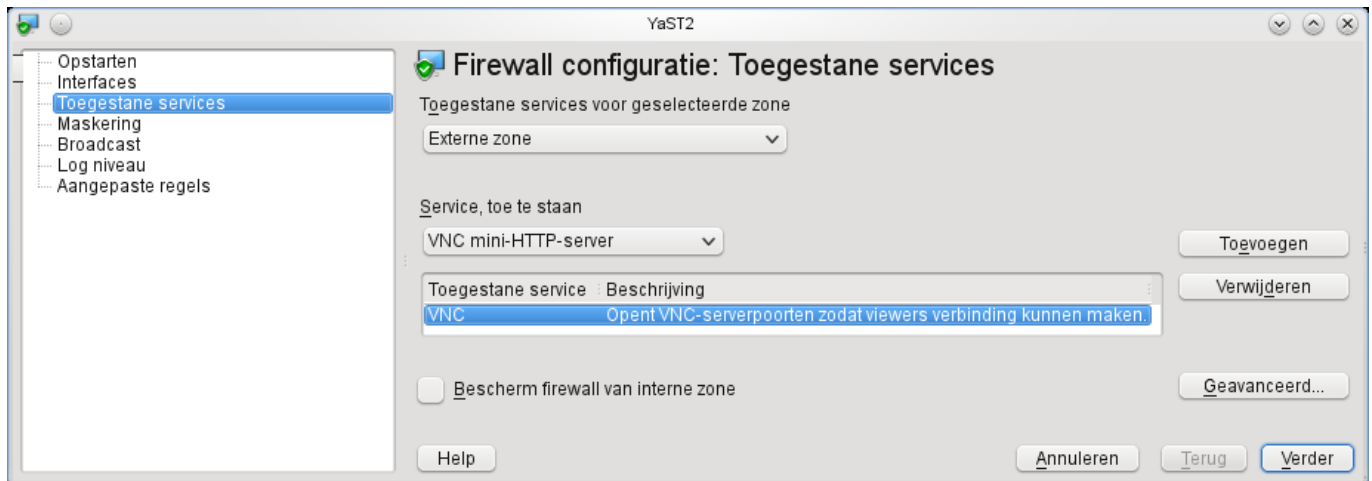 YaST2
Opstarten
Interfaces
Toegestane services
Maskering
Broadcast
Log niveau
Aangepaste regels
Firewall configuratie: Toegestane services
Toegestane services voor geselecteerde zone
Externe zone
Service, toe te staan
VNC mini-HTTP-server
Toevoegen
Toegestane service Beschrijving
VNC Opent VNC-serverpoorten zodat viewers verbinding kunnen maken.
Verwijderen
Bescherm firewall van interne zone
Geavanceerd...
Help Annuleren Terug Verder